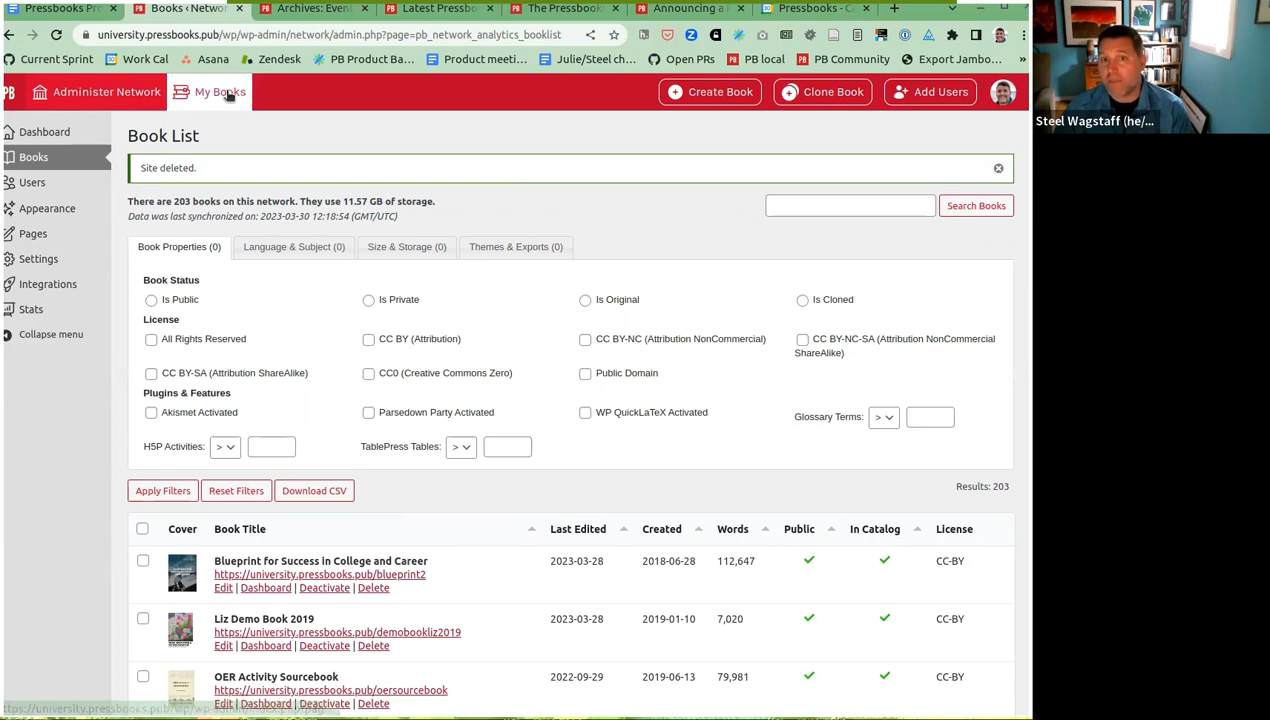 Pressbooks Pro
Books ‹ Networ
Archives: Event
Latest Pressbo
The Pressbook
Announcing a R
Pressbooks - Ca
university.pressbooks.pub/wp/wp-admin/network/admin.php?page=pb_network_analytics_booklist
Current Sprint
Work Cal
Asana
Zendesk
PB Product Ba...
Product meeti...
Julie/Steel ch...
Open PRs
PB local
PB Community
Export Jambo...
PB
Administer Network
My Books
Create Book
Clone Book
Add Users
Steel Wagstaff (he/...
Dashboard
Books
Users
Appearance
Pages
Settings
Integrations
Stats
Collapse menu
Book List
Site deleted.
There are 203 books on this network. They use 11.57 GB of storage.
Data was last synchronized on: 2023-03-30 12:18:54 (GMT/UTC)
Search Books
Book Properties (0)
Language & Subject (0)
Size & Storage (0)
Themes & Exports (0)
Book Status
Is Public
Is Private
Is Original
Is Cloned
License
All Rights Reserved
CC BY (Attribution)
CC BY-NC (Attribution NonCommercial)
CC BY-NC-SA (Attribution NonCommercial
ShareAlike)
CC BY-SA (Attribution ShareAlike)
CC0 (Creative Commons Zero)
Public Domain
Plugins & Features
Akismet Activated
Parsedown Party Activated
WP QuickLaTeX Activated
Glossary Terms: >
H5P Activities: >
TablePress Tables: >
Apply Filters
Reset Filters
Download CSV
Results: 203
Cover
Book Title
Last Edited
Created
Words
Public
In Catalog
License
Blueprint for Success in College and Career
https://university.pressbooks.pub/blueprint2
Edit | Dashboard | Deactivate | Delete
2023-03-28
2018-06-28
112,647
CC-BY
Liz Demo Book 2019
https://university.pressbooks.pub/demobookliz2019
Edit | Dashboard | Deactivate | Delete
2023-03-28
2019-01-10
7,020
CC-BY
OER Activity Sourcebook
https://university.pressbooks.pub/oersourcebook
Edit | Dashboard | Deactivate | Delete
2022-09-29
2019-06-13
79,981
CC-BY